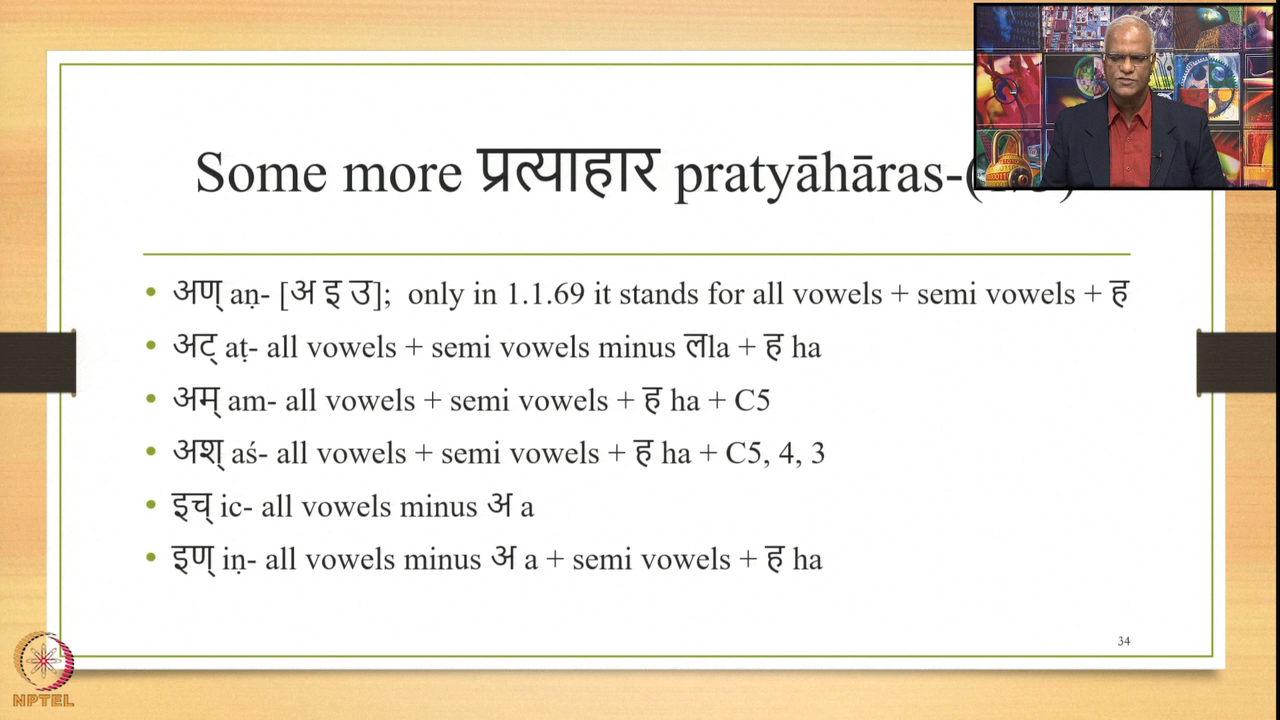 Some more प्रत्याहार pratyāhāras-(
• अण् aṇ- [अ इ उ]; only in 1.1.69 it stands for all vowels + semi vowels + ह
• अट् aṭ- all vowels + semi vowels minus लla + ह ha
• अम् am- all vowels + semi vowels + ह ha + C5
• अश् aś- all vowels + semi vowels + ह ha + C5, 4, 3
• इच् ic- all vowels minus अ a
• इण् iṇ- all vowels minus अ a + semi vowels + ह ha
34
NPTEL